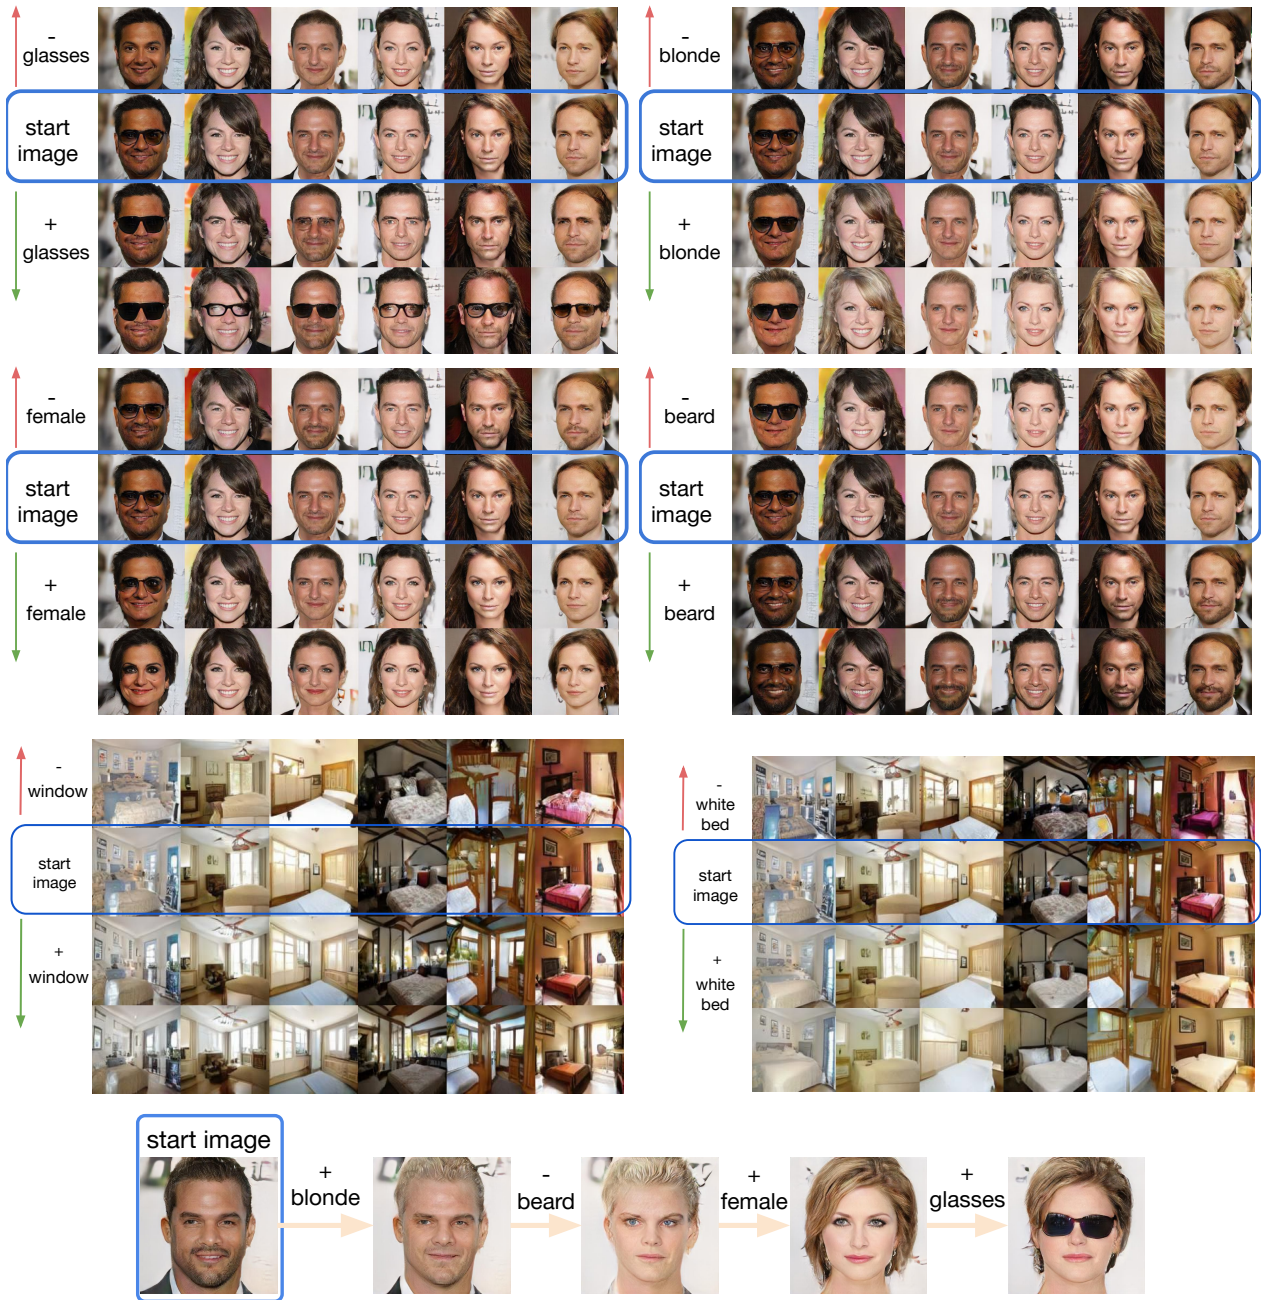 -
glasses
start
image
+
glasses
-
blonde
start
image
+
blonde
-
female
start
image
+
female
-
beard
start
image
+
beard
-
window
start
image
+
window
-
white
bed
start
image
+
white
bed
start image
+
blonde
-
beard
+
female
+
glasses